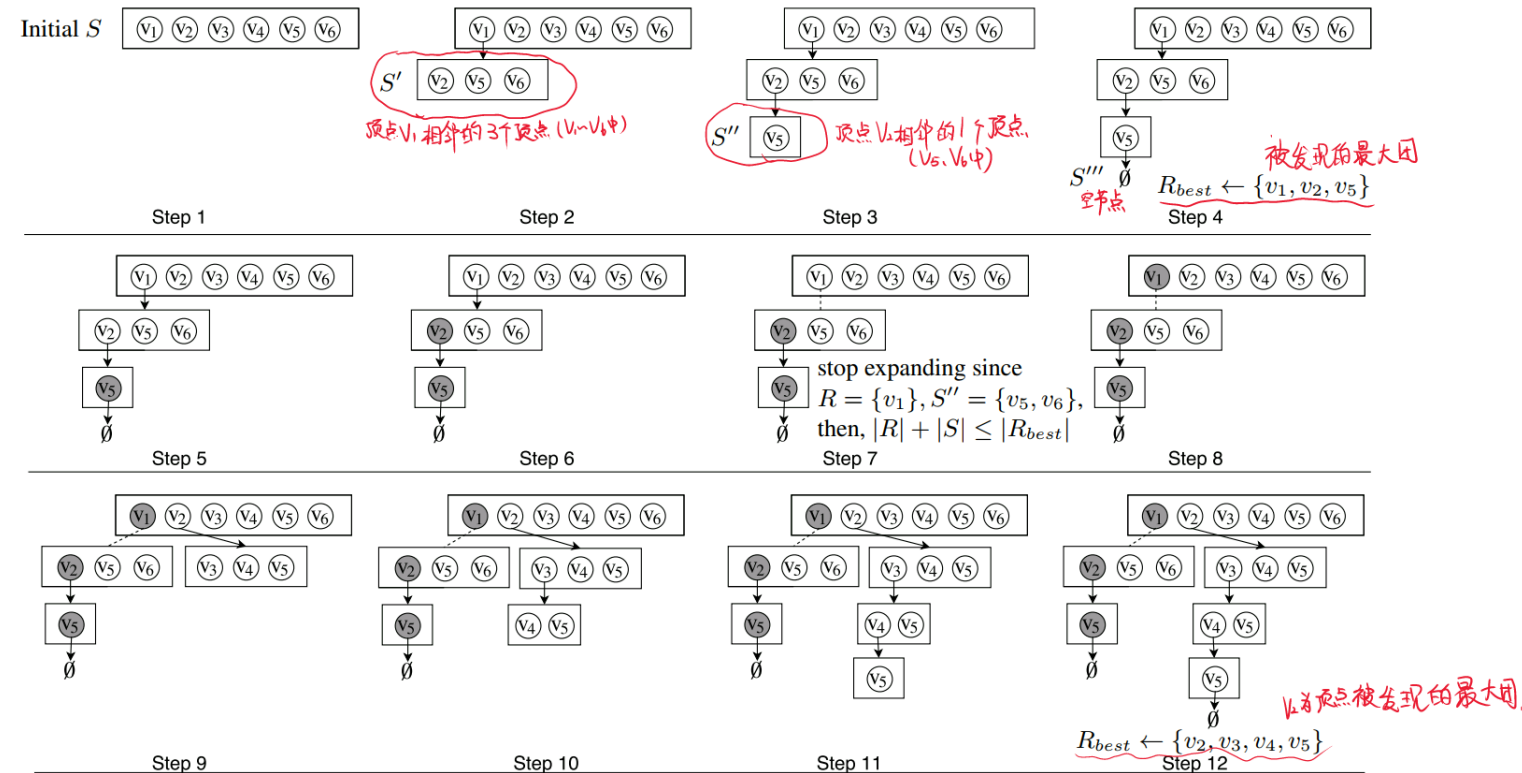 Initial S
v1 v2 v3 v4 v5 v6
Step 1
v1 v2 v3 v4 v5 v6
S′ v2 v5 v6
顶点V1相邻的3个顶点(V1~V6中)
Step 2
v1 v2 v3 v4 v5 v6
v2 v5 v6
S′′ v5
顶点V2相邻的1个顶点
(V5、V6中)
Step 3
v1 v2 v3 v4 v5 v6
v2 v5 v6
v5
S′′′ ∅
空节点
被发现的最大团
R_best ← {v1, v2, v5}
Step 4
v1 v2 v3 v4 v5 v6
v2 v5 v6
v5
∅
Step 5
v1 v2 v3 v4 v5 v6
v2 v5 v6
v5
∅
Step 6
v1 v2 v3 v4 v5 v6
v2 v5 v6
v5
∅
stop expanding since
R = {v1}, S′′ = {v5, v6},
then, |R| + |S| ≤ |R_best|
Step 7
v1 v2 v3 v4 v5 v6
v2 v5 v6
v5
∅
Step 8
v1 v2 v3 v4 v5 v6
v2 v5 v6 v3 v4 v5
v5
∅
Step 9
v1 v2 v3 v4 v5 v6
v2 v5 v6 v3 v4 v5
v5 v4 v5
∅
Step 10
v1 v2 v3 v4 v5 v6
v2 v5 v6 v3 v4 v5
v5 v4 v5
∅ v5
Step 11
v1 v2 v3 v4 v5 v6
v2 v5 v6 v3 v4 v5
v5 v4 v5
∅ v5
∅
V2为顶点被发现的最大团.
R_best ← {v2, v3, v4, v5}
Step 12